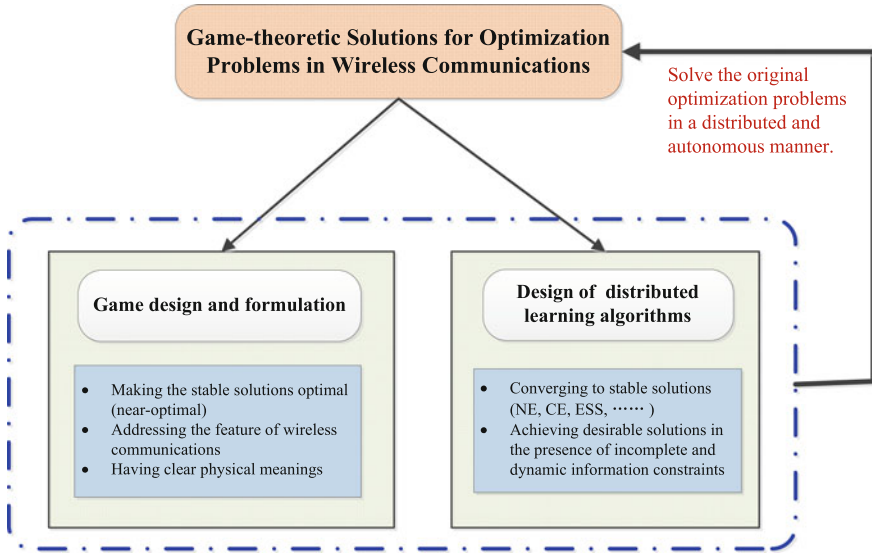 Game-theoretic Solutions for Optimization
Problems in Wireless Communications
Solve the original
optimization problems
in a distributed and
autonomous manner.
Game design and formulation
• Making the stable solutions optimal
(near-optimal)
• Addressing the feature of wireless
communications
• Having clear physical meanings
Design of distributed
learning algorithms
• Converging to stable solutions
(NE, CE, ESS, ······ )
• Achieving desirable solutions in
the presence of incomplete and
dynamic information constraints